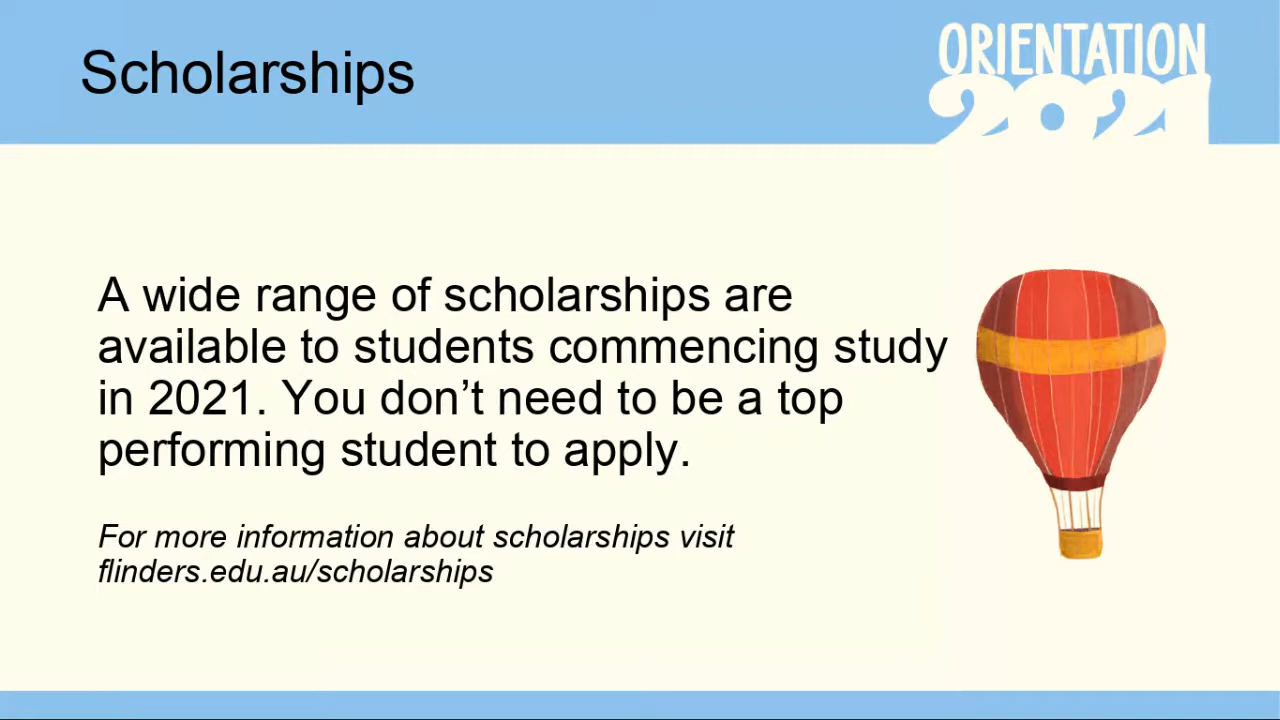 Scholarships
ORIENTATION
2021
A wide range of scholarships are
available to students commencing study
in 2021. You don’t need to be a top
performing student to apply.
For more information about scholarships visit
flinders.edu.au/scholarships